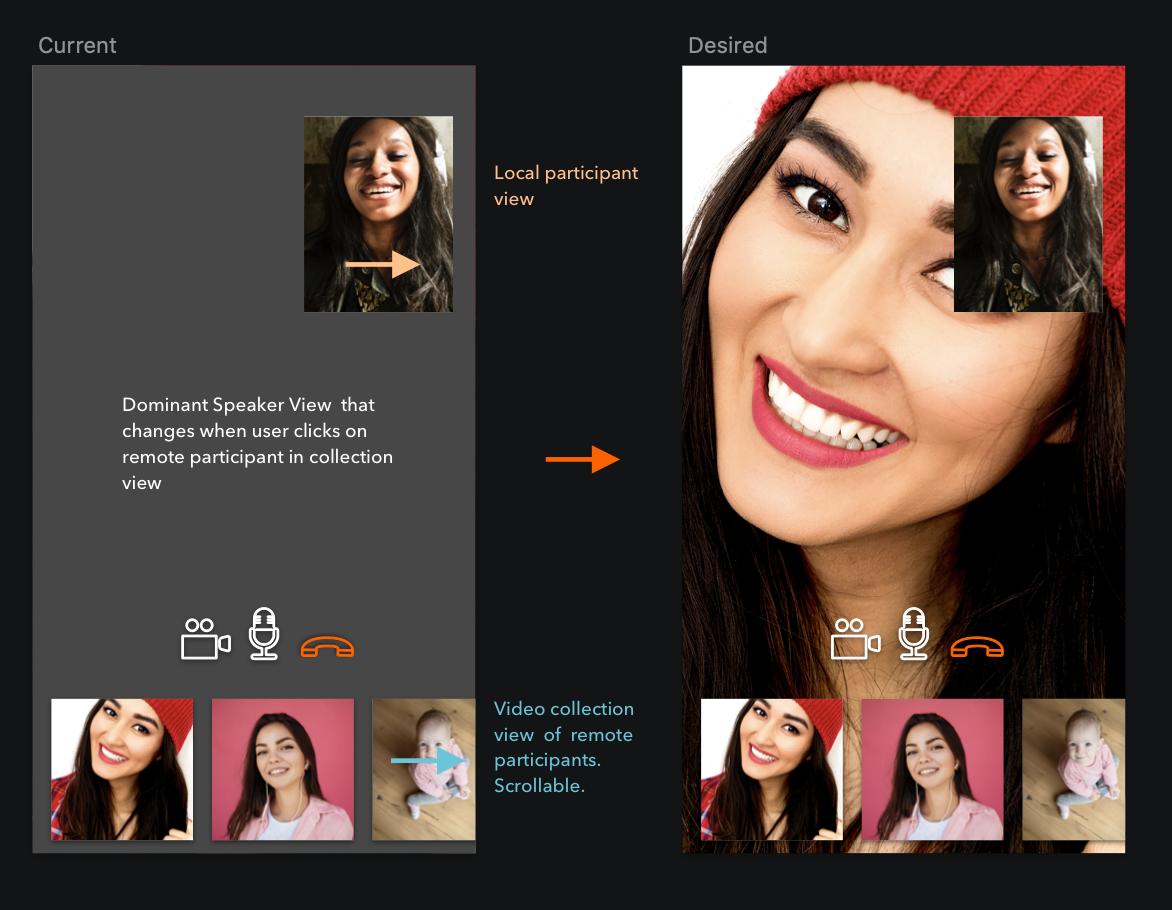 Current
Desired
Local participant
view
Dominant Speaker View  that
changes when user clicks on
remote participant in collection
view
Video collection
view  of  remote
participants.
Scrollable.